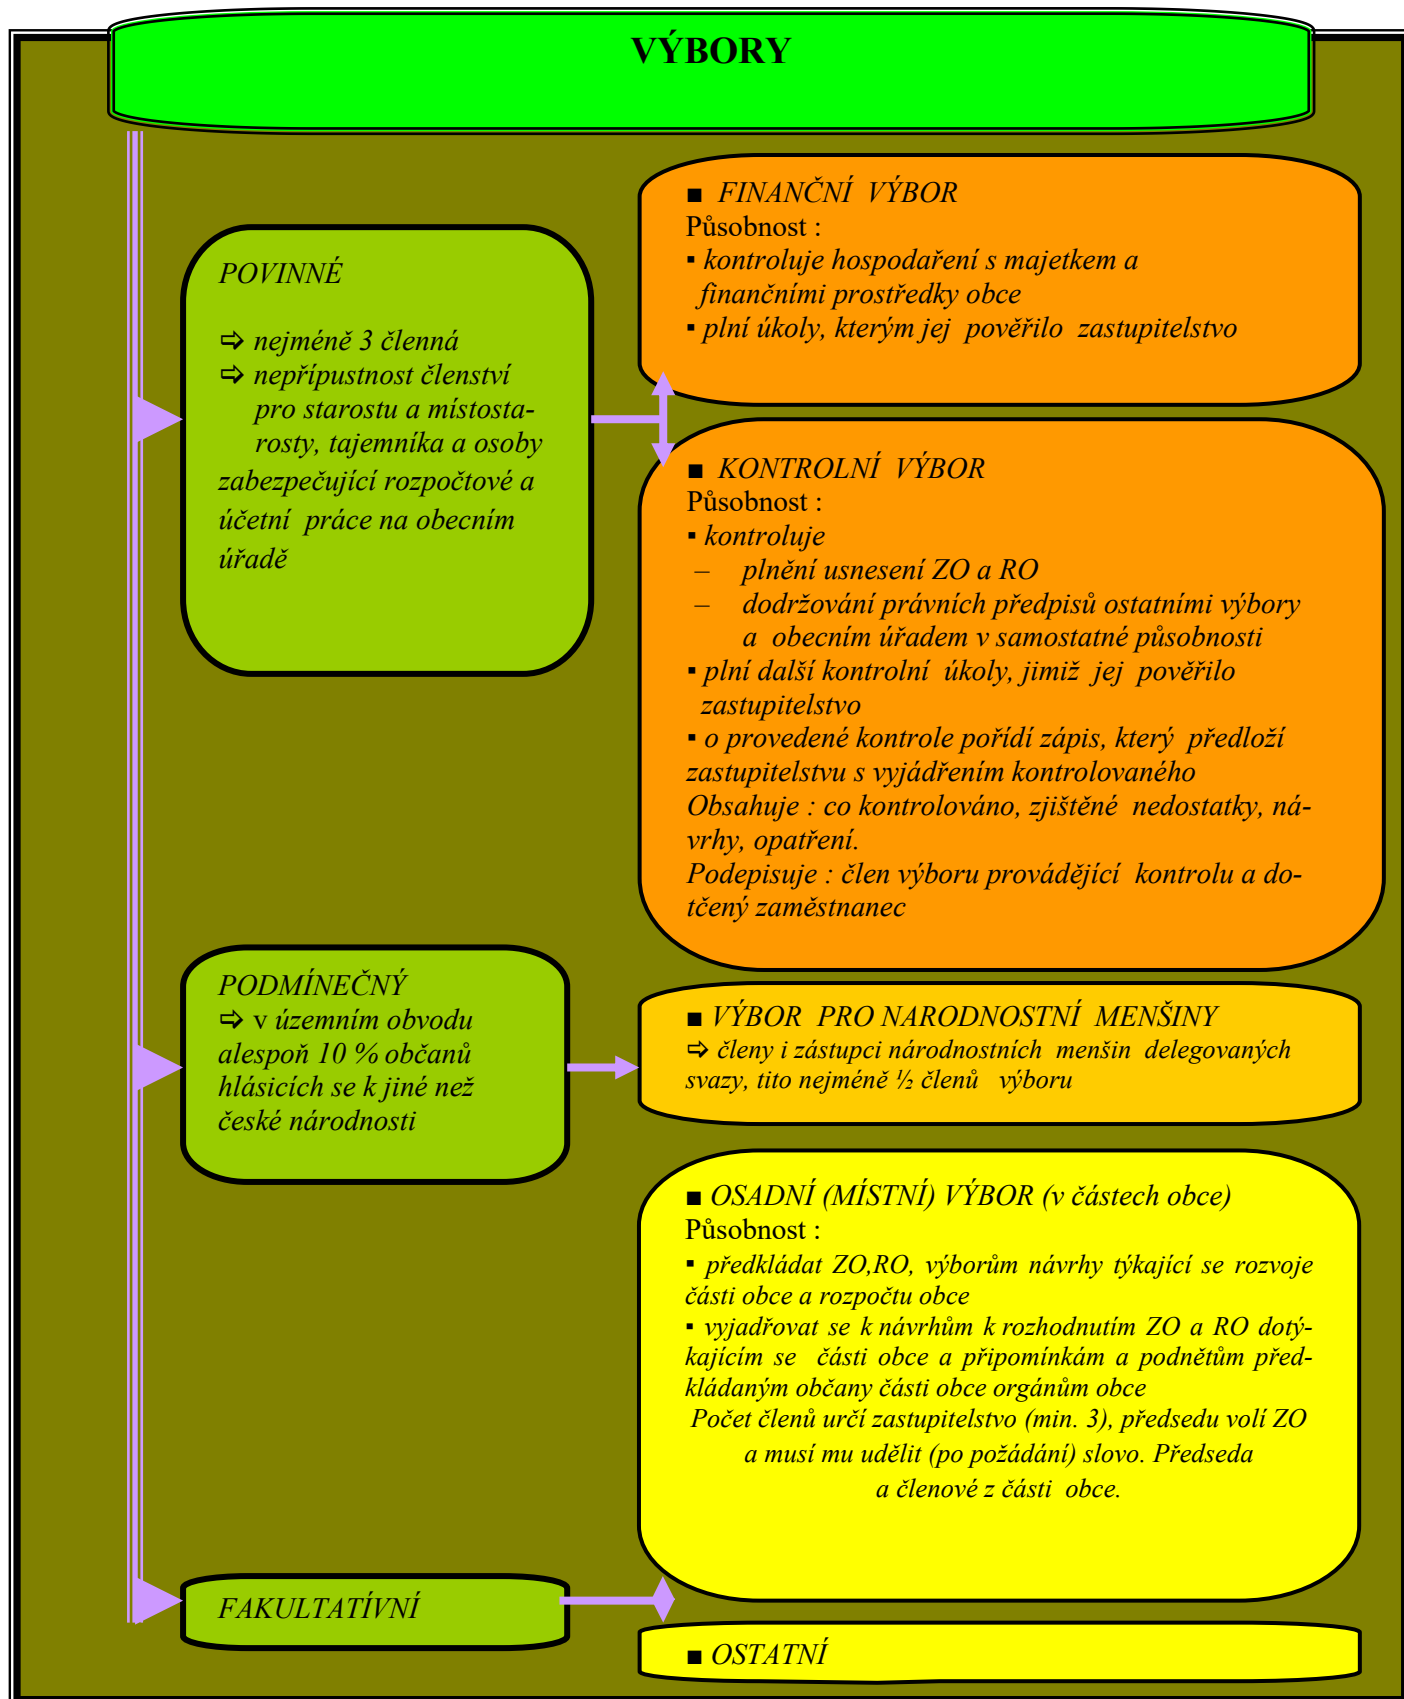 VÝBORY
POVINNÉ
⇨ nejméně 3 členná
⇨ nepřípustnost členství
pro starostu a místosta-
rosty, tajemníka a osoby
zabezpečující rozpočtové a
účetní práce na obecním
úřadě
■ FINANČNÍ VÝBOR
Působnost :
▪ kontroluje hospodaření s majetkem a
finančními prostředky obce
▪ plní úkoly, kterým jej pověřilo zastupitelstvo
■ KONTROLNÍ VÝBOR
Působnost :
▪ kontroluje
– plnění usnesení ZO a RO
– dodržování právních předpisů ostatními výbory
a obecním úřadem v samostatné působnosti
▪ plní další kontrolní úkoly, jimiž jej pověřilo
zastupitelstvo
▪ o provedené kontrole pořídí zápis, který předloží
zastupitelstvu s vyjádřením kontrolovaného
Obsahuje : co kontrolováno, zjištěné nedostatky, ná-
vrhy, opatření.
Podepisuje : člen výboru provádějící kontrolu a do-
tčený zaměstnanec
PODMÍNEČNÝ
⇨ v územním obvodu
alespoň 10 % občanů
hlásicích se k jiné než
české národnosti
■ VÝBOR PRO NARODNOSTNÍ MENŠINY
⇨ členy i zástupci národnostních menšin delegovaných
svazy, tito nejméně ½ členů výboru
■ OSADNÍ (MÍSTNÍ) VÝBOR (v částech obce)
Působnost :
▪ předkládat ZO,RO, výborům návrhy týkající se rozvoje
části obce a rozpočtu obce
▪ vyjadřovat se k návrhům k rozhodnutím ZO a RO dotý-
kajícím se části obce a připomínkám a podnětům před-
kládaným občany části obce orgánům obce
Počet členů určí zastupitelstvo (min. 3), předsedu volí ZO
a musí mu udělit (po požádání) slovo. Předseda
a členové z části obce.
FAKULTATÍVNÍ
■ OSTATNÍ